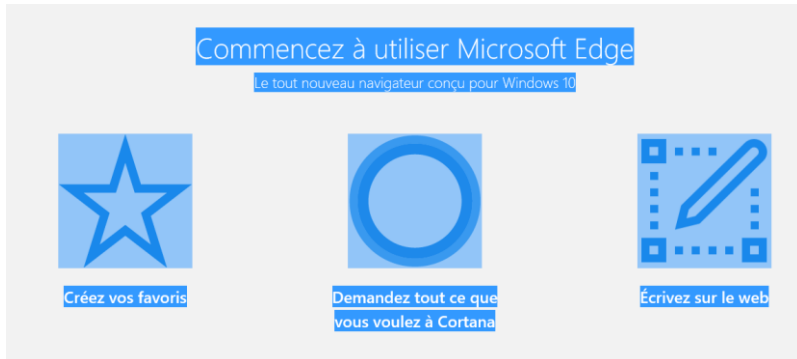 Commencez à utiliser Microsoft Edge
Le tout nouveau navigateur conçu pour Windows 10
Créez vos favoris
Demandez tout ce que
vous voulez à Cortana
Écrivez sur le web